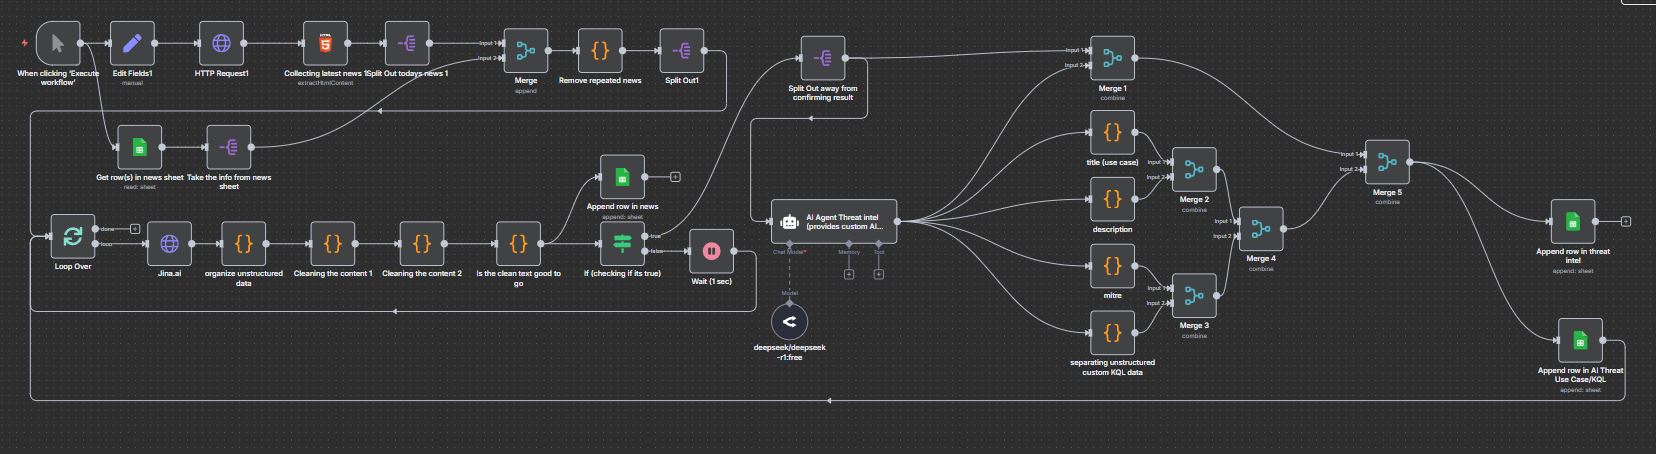 When clicking 'Execute
workflow'
Edit Fields1
manual
HTTP Request1
Collecting latest news 1
extractHtmlContent
Split Out todays news 1
Input 1
Input 2
Merge
append
Remove repeated news
Split Out1
Get row(s) in news sheet
read: sheet
Take the info from news
sheet
Split Out away from
confirming result
Input 1
Input 2
Merge 1
combine
title (use case)
description
Input 1
Input 2
Merge 2
combine
mitre
separating unstructured
custom KQL data
Input 1
Input 2
Merge 3
combine
Input 1
Input 2
Merge 4
combine
Input 1
Input 2
Merge 5
combine
Append row in threat
intel
append: sheet
Append row in AI Threat
Use Case/KQL
append: sheet
Append row in news
append: sheet
Loop Over
done
loop
Jina.ai
organize unstructured
data
Cleaning the content 1
Cleaning the content 2
Is the clean text good to
go
If (checking if its true)
true
false
Wait (1 sec)
AI Agent Threat intel
(provides custom AI...
Chat Model*
Memory
Tool
Model
deepseek/deepseek
-r1:free